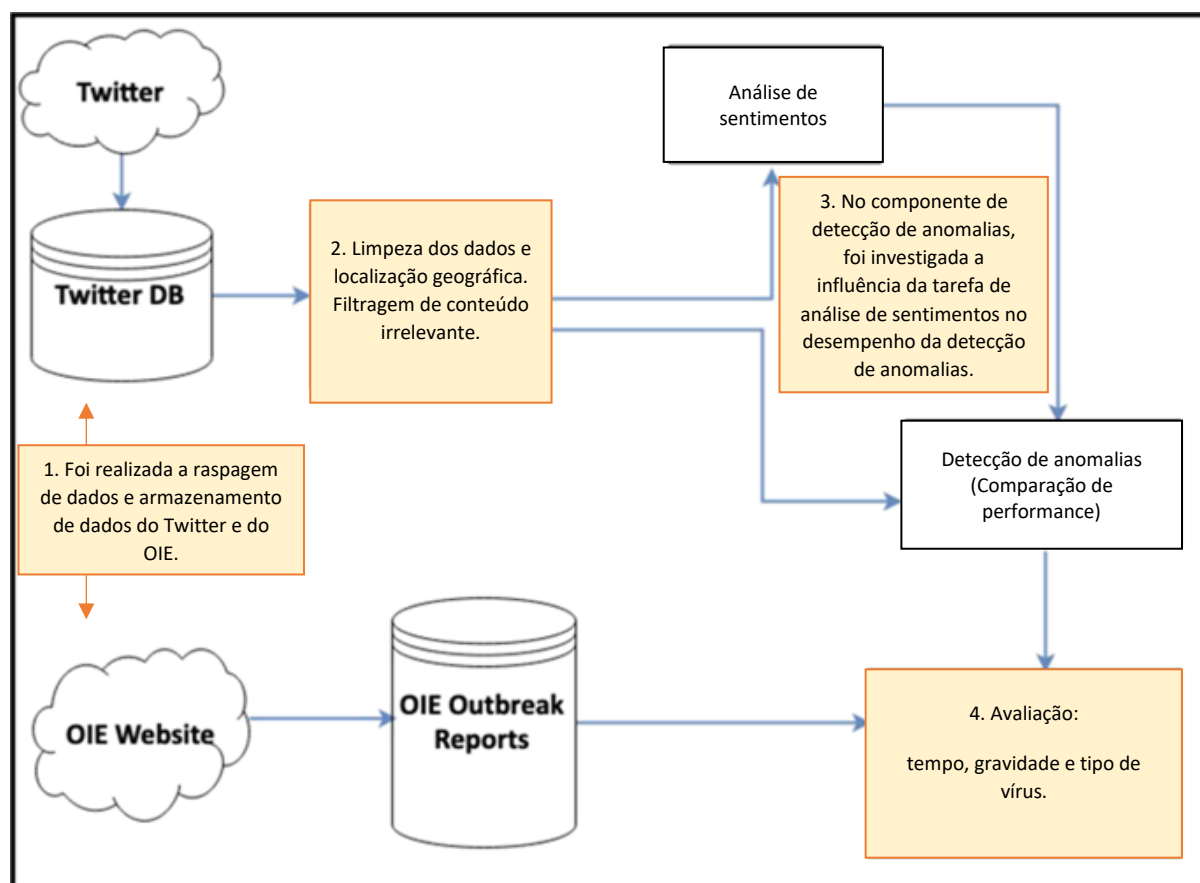 Twitter
Twitter DB
1. Foi realizada a raspagem
de dados e armazenamento
de dados do Twitter e do
OIE.
OIE Website
2. Limpeza dos dados e
localização geográfica.
Filtragem de conteúdo
irrelevante.
Análise de
sentimentos
3. No componente de
detecção de anomalias,
foi investigada a
influência da tarefa de
análise de sentimentos no
desempenho da detecção
de anomalias.
Detecção de anomalias
(Comparação de
performance)
OIE Outbreak
Reports
4. Avaliação:
tempo, gravidade e tipo de
vírus.